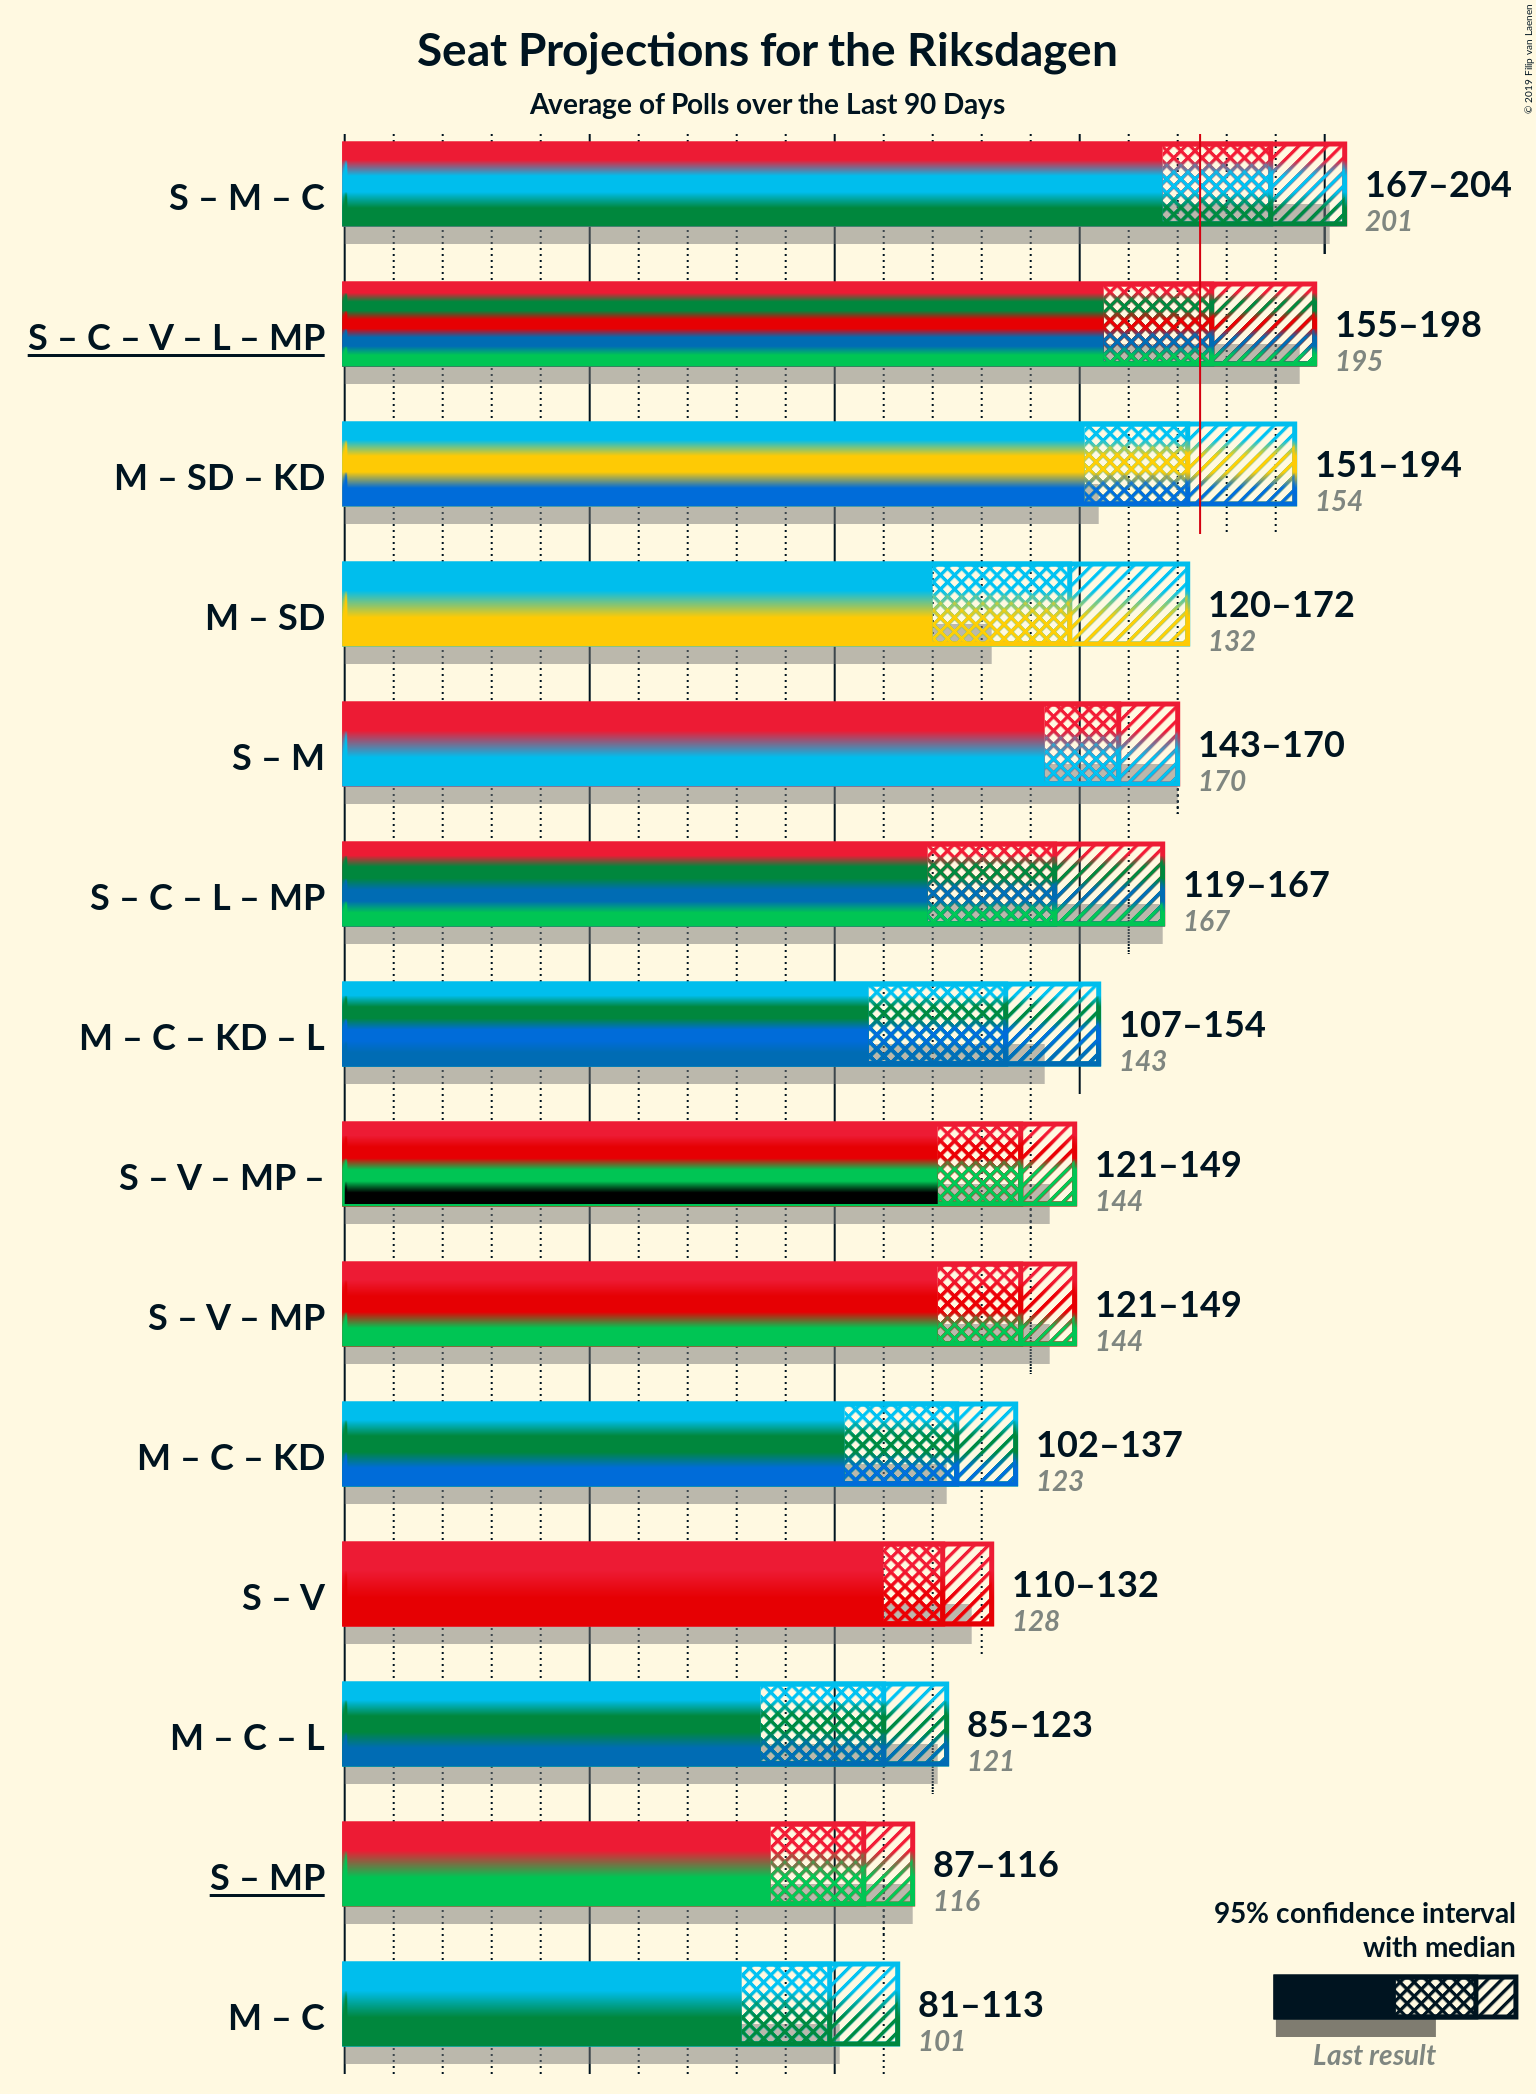 Seat Projections for the Riksdagen
Average of Polls over the Last 90 Days
© 2019 Filip van Laenen
S – M – C
167–204
201
S – C – V – L – MP
155–198
195
M – SD – KD
151–194
154
M – SD
120–172
132
S – M
143–170
170
S – C – L – MP
119–167
167
M – C – KD – L
107–154
143
S – V – MP –
121–149
144
S – V – MP
121–149
144
M – C – KD
102–137
123
S – V
110–132
128
M – C – L
85–123
121
S – MP
87–116
116
M – C
81–113
101
95% confidence interval
with median
Last result